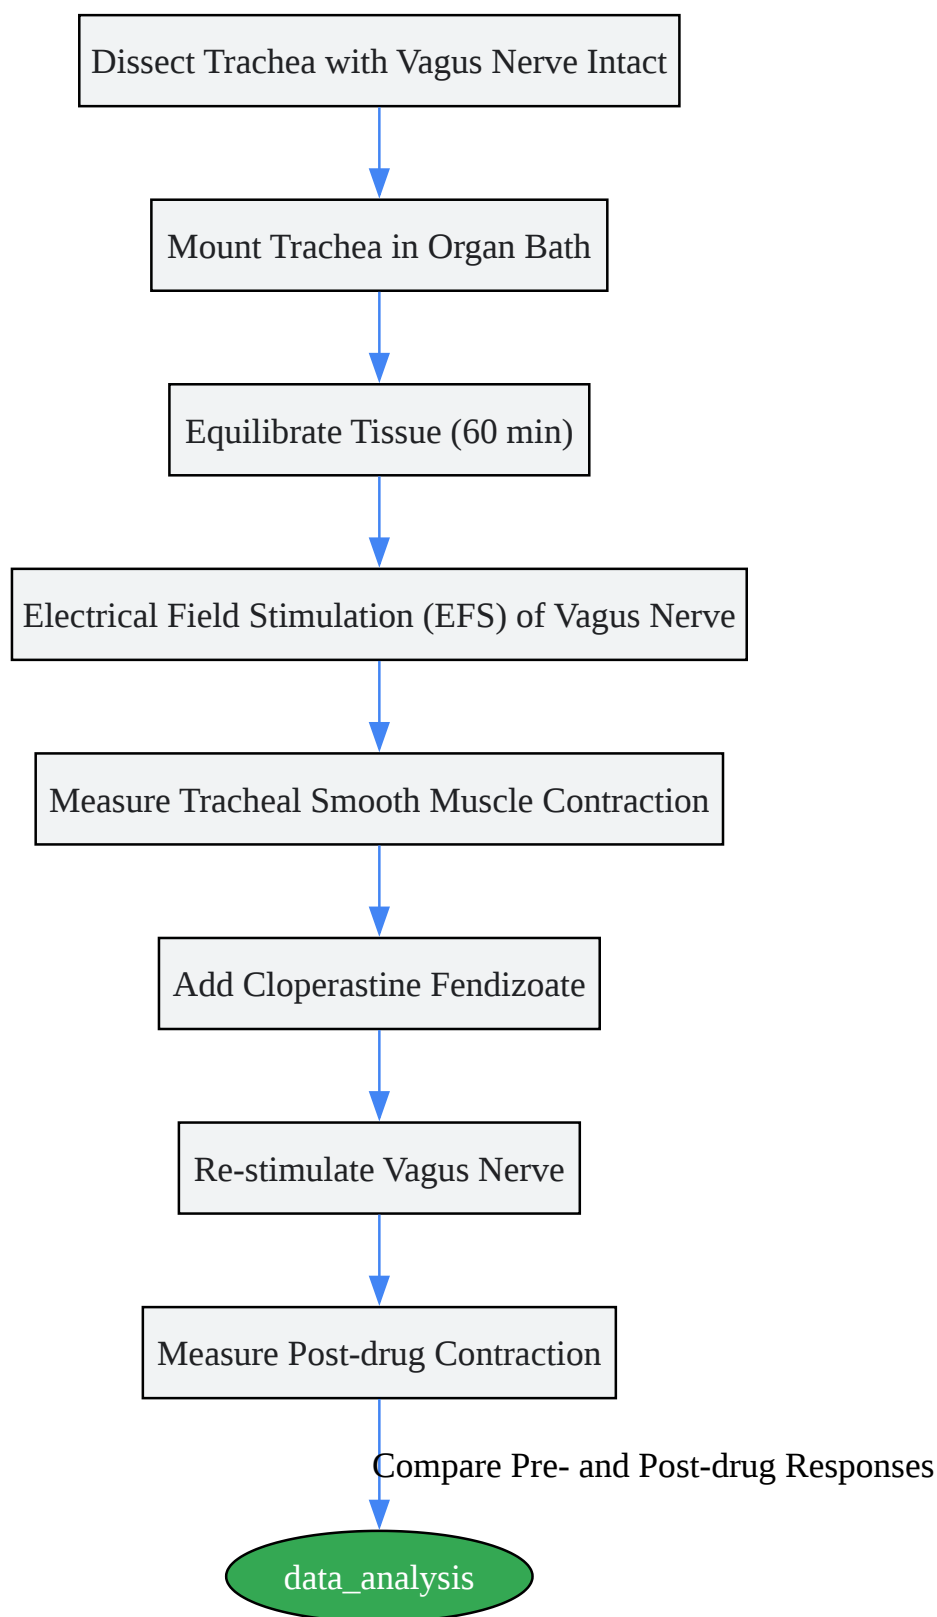 Dissect Trachea with Vagus Nerve Intact
Mount Trachea in Organ Bath
Equilibrate Tissue (60 min)
Electrical Field Stimulation (EFS) of Vagus Nerve
Measure Tracheal Smooth Muscle Contraction
Add Cloperastine Fendizoate
Re-stimulate Vagus Nerve
Measure Post-drug Contraction
Compare Pre- and Post-drug Responses
data_analysis